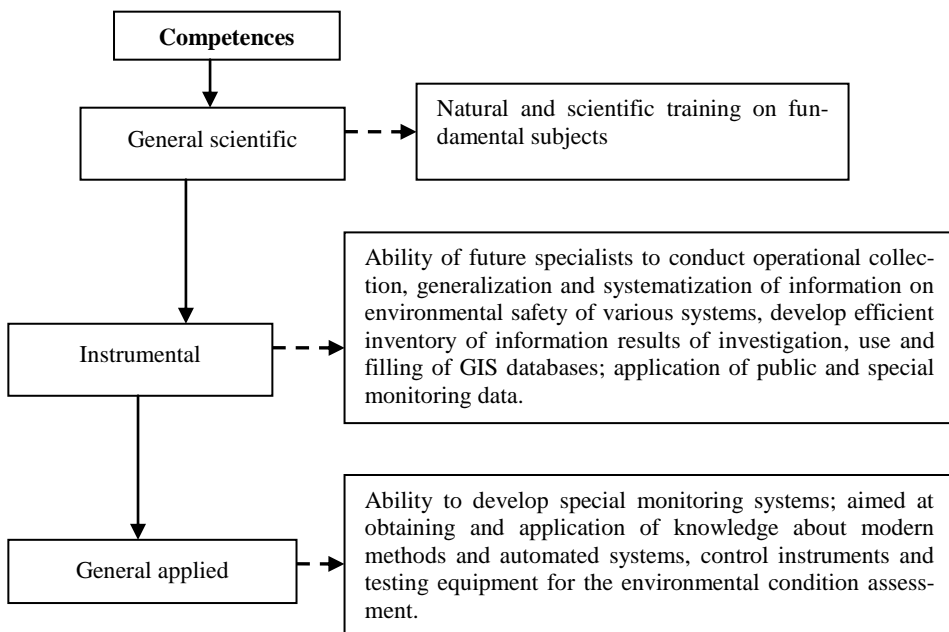 Competences
General scientific
Natural and scientific training on fun-
damental subjects
Ability of future specialists to conduct operational collec-
tion, generalization and systematization of information on
environmental safety of various systems, develop efficient
inventory of information results of investigation, use and
filling of GIS databases; application of public and special
monitoring data.
Instrumental
Ability to develop special monitoring systems; aimed at
obtaining and application of knowledge about modern
methods and automated systems, control instruments and
testing equipment for the environmental condition assess-
ment.
General applied